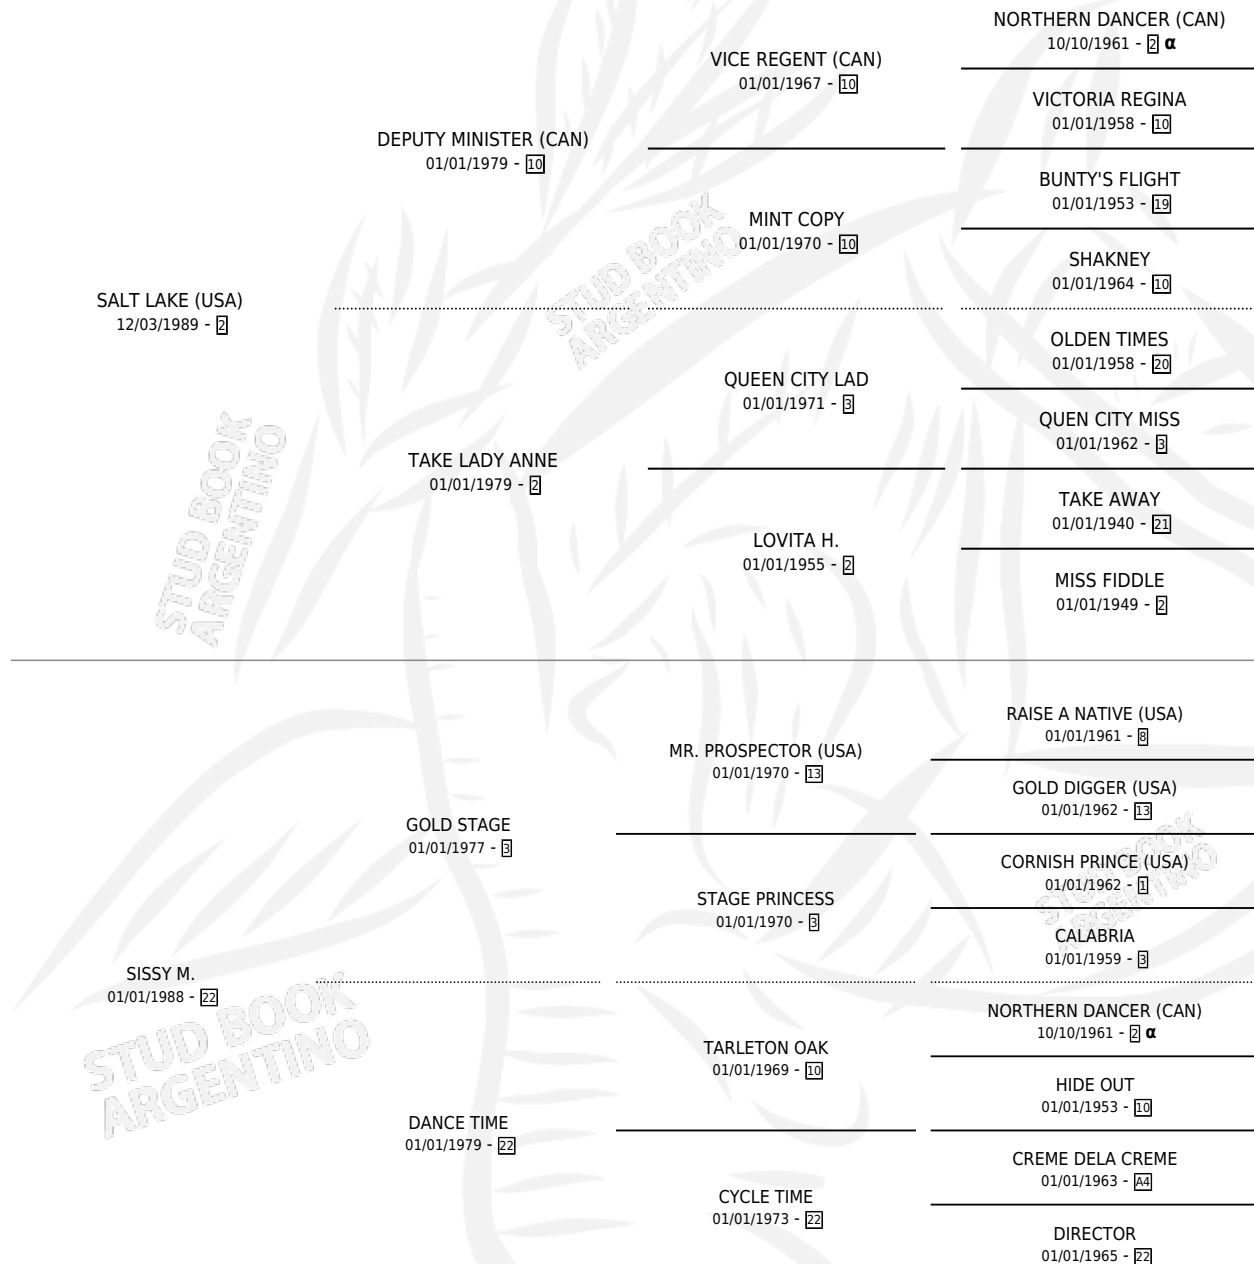 NORTHERN DANCER (CAN)
10/10/1961 - 2 α
VICE REGENT (CAN)
01/01/1967 - 10
VICTORIA REGINA
01/01/1958 - 10
DEPUTY MINISTER (CAN)
01/01/1979 - 10
BUNTY'S FLIGHT
01/01/1953 - 19
MINT COPY
01/01/1970 - 10
SHAKNEY
01/01/1964 - 10
SALT LAKE (USA)
12/03/1989 - 2
OLDEN TIMES
01/01/1958 - 20
QUEEN CITY LAD
01/01/1971 - 3
QUEN CITY MISS
01/01/1962 - 3
TAKE LADY ANNE
01/01/1979 - 2
TAKE AWAY
01/01/1940 - 21
LOVITA H.
01/01/1955 - 2
MISS FIDDLE
01/01/1949 - 2
STUD BOOK
ARGENTINO
STUD BOOK
ARGENTINO
RAISE A NATIVE (USA)
01/01/1961 - 8
MR. PROSPECTOR (USA)
01/01/1970 - 13
GOLD DIGGER (USA)
01/01/1962 - 13
GOLD STAGE
01/01/1977 - 3
CORNISH PRINCE (USA)
01/01/1962 - 1
STAGE PRINCESS
01/01/1970 - 3
CALABRIA
01/01/1959 - 3
SISSY M.
01/01/1988 - 22
NORTHERN DANCER (CAN)
10/10/1961 - 2 α
TARLETON OAK
01/01/1969 - 10
HIDE OUT
01/01/1953 - 10
DANCE TIME
01/01/1979 - 22
CREME DELA CREME
01/01/1963 - A4
CYCLE TIME
01/01/1973 - 22
DIRECTOR
01/01/1965 - 22
STUD BOOK
ARGENTINO
STUD BOOK
ARGENTINO